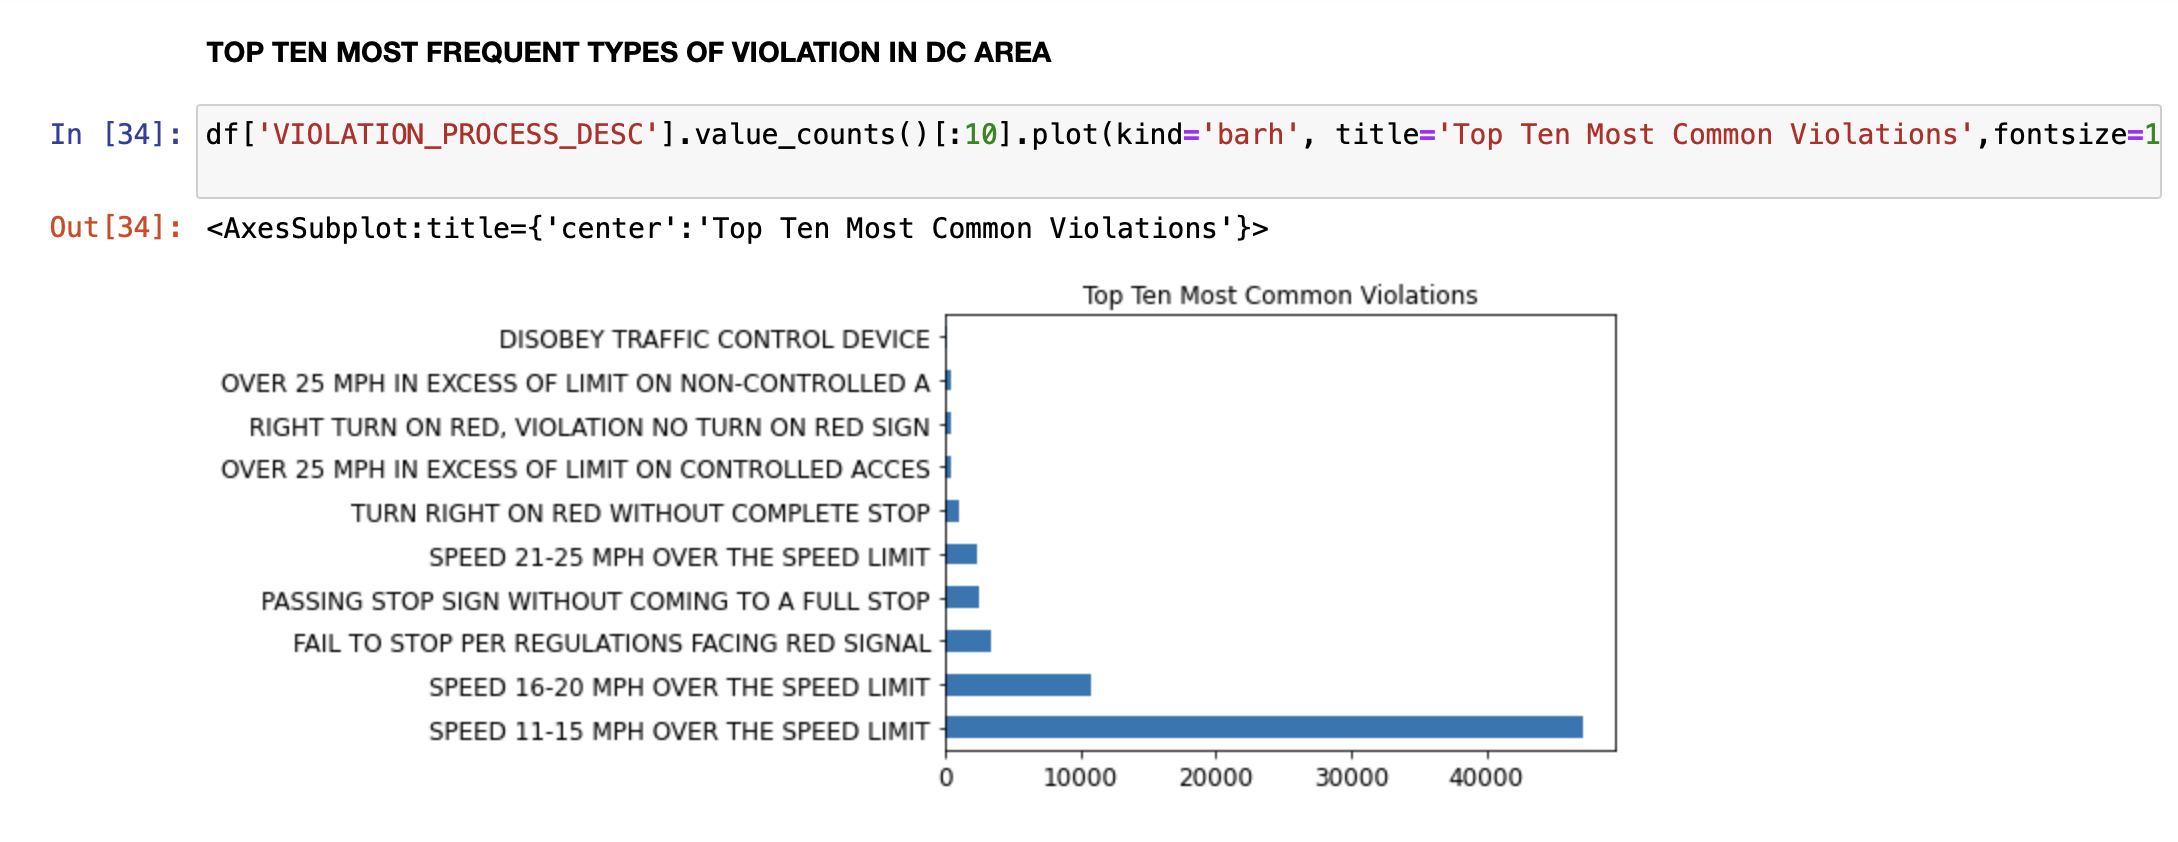 TOP TEN MOST FREQUENT TYPES OF VIOLATION IN DC AREA
In [34]: df['VIOLATION_PROCESS_DESC'].value_counts()[:10].plot(kind='barh', title='Top Ten Most Common Violations',fontsize=1
Out[34]: <AxesSubplot:title={'center':'Top Ten Most Common Violations'}>
Top Ten Most Common Violations
DISOBEY TRAFFIC CONTROL DEVICE
OVER 25 MPH IN EXCESS OF LIMIT ON NON-CONTROLLED A
RIGHT TURN ON RED, VIOLATION NO TURN ON RED SIGN
OVER 25 MPH IN EXCESS OF LIMIT ON CONTROLLED ACCES
TURN RIGHT ON RED WITHOUT COMPLETE STOP
SPEED 21-25 MPH OVER THE SPEED LIMIT
PASSING STOP SIGN WITHOUT COMING TO A FULL STOP
FAIL TO STOP PER REGULATIONS FACING RED SIGNAL
SPEED 16-20 MPH OVER THE SPEED LIMIT
SPEED 11-15 MPH OVER THE SPEED LIMIT
0 10000 20000 30000 40000